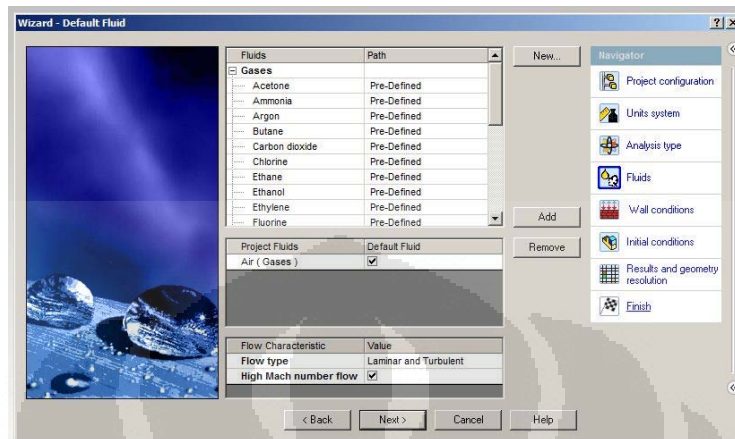 Wizard - Default Fluid
Fluids Path
Gases
Acetone Pre-Defined
Ammonia Pre-Defined
Argon Pre-Defined
Butane Pre-Defined
Carbon dioxide Pre-Defined
Chlorine Pre-Defined
Ethane Pre-Defined
Ethanol Pre-Defined
Ethylene Pre-Defined
Fluorine Pre-Defined
New...
Add
Remove
Project Fluids Default Fluid
Air ( Gases )
Flow Characteristic Value
Flow type Laminar and Turbulent
High Mach number flow
< Back Next > Cancel Help
Navigator
Project configuration
Units system
Analysis type
Fluids
Wall conditions
Initial conditions
Results and geometry
resolution
Finish